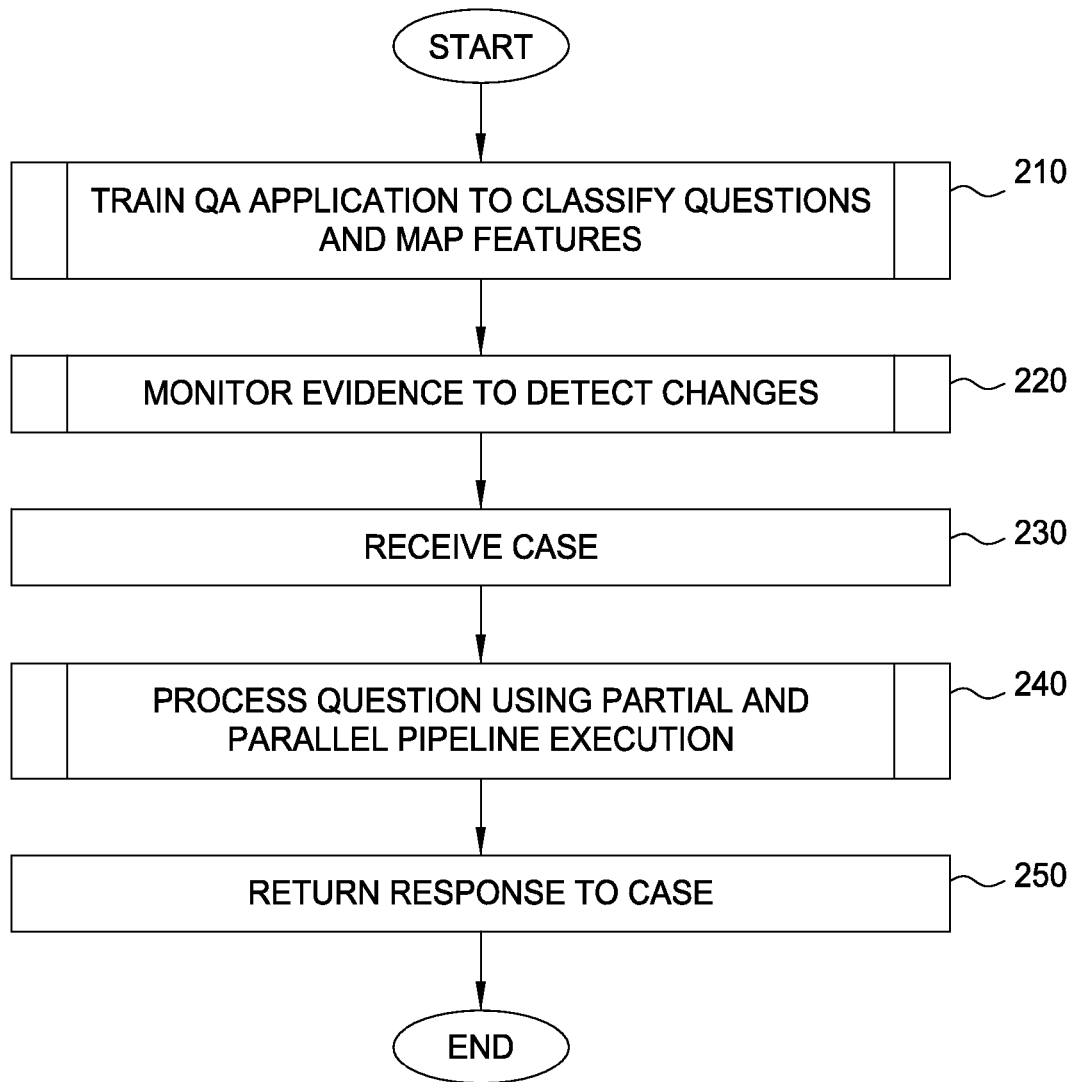 START
TRAIN QA APPLICATION TO CLASSIFY QUESTIONS
AND MAP FEATURES
210
MONITOR EVIDENCE TO DETECT CHANGES
220
RECEIVE CASE
230
PROCESS QUESTION USING PARTIAL AND
PARALLEL PIPELINE EXECUTION
240
RETURN RESPONSE TO CASE
250
END